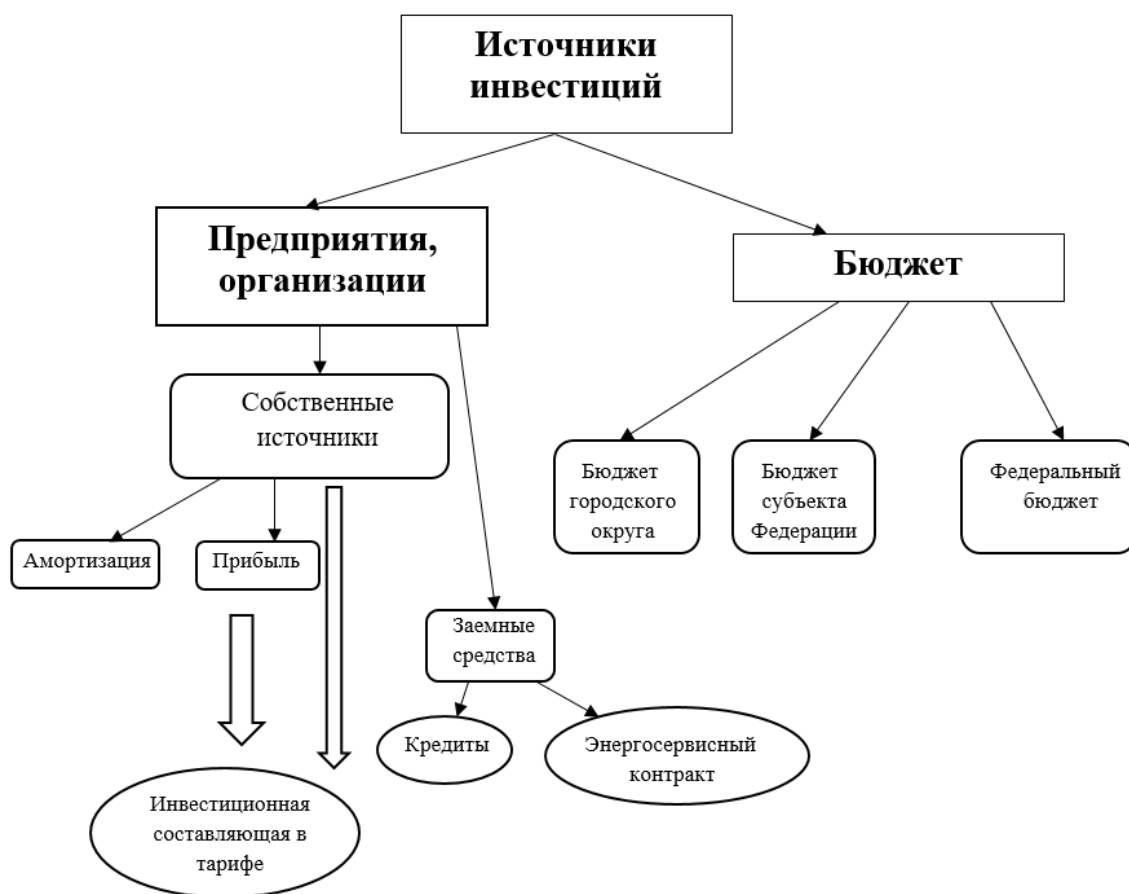 Источники
инвестиций
Предприятия,
организации
Бюджет
Собственные
источники
Бюджет
городского
округа
Бюджет
субъекта
Федерации
Федеральный
бюджет
Амортизация
Прибыль
Заемные
средства
Кредиты
Энергосервисный
контракт
Инвестиционная
составляющая в
тарифе